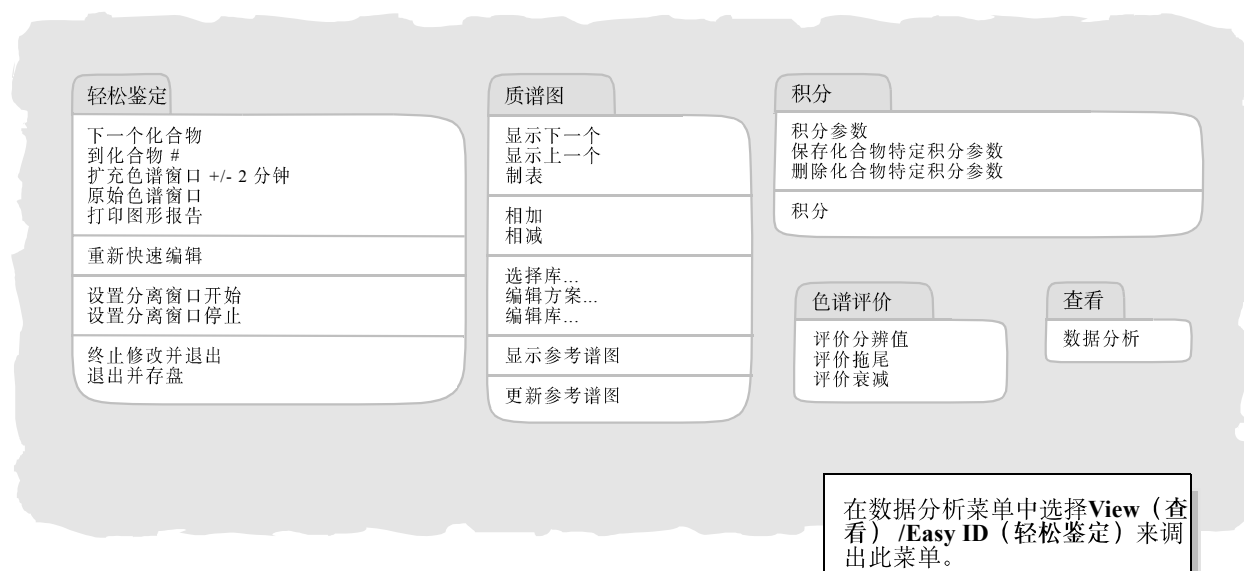 轻松鉴定
下一个化合物
到化合物 #
扩充色谱窗口 +/- 2 分钟
原始色谱窗口
打印图形报告
重新快速编辑
设置分离窗口开始
设置分离窗口停止
终止修改并退出
退出并存盘
质谱图
显示下一个
显示上一个
制表
相加
相减
选择库...
编辑方案...
编辑库...
显示参考谱图
更新参考谱图
积分
积分参数
保存化合物特定积分参数
删除化合物特定积分参数
积分
色谱评价
评价分辨值
评价拖尾
评价衰减
查看
数据分析
在数据分析菜单中选择View（查
看） /Easy ID（轻松鉴定）来调
出此菜单。